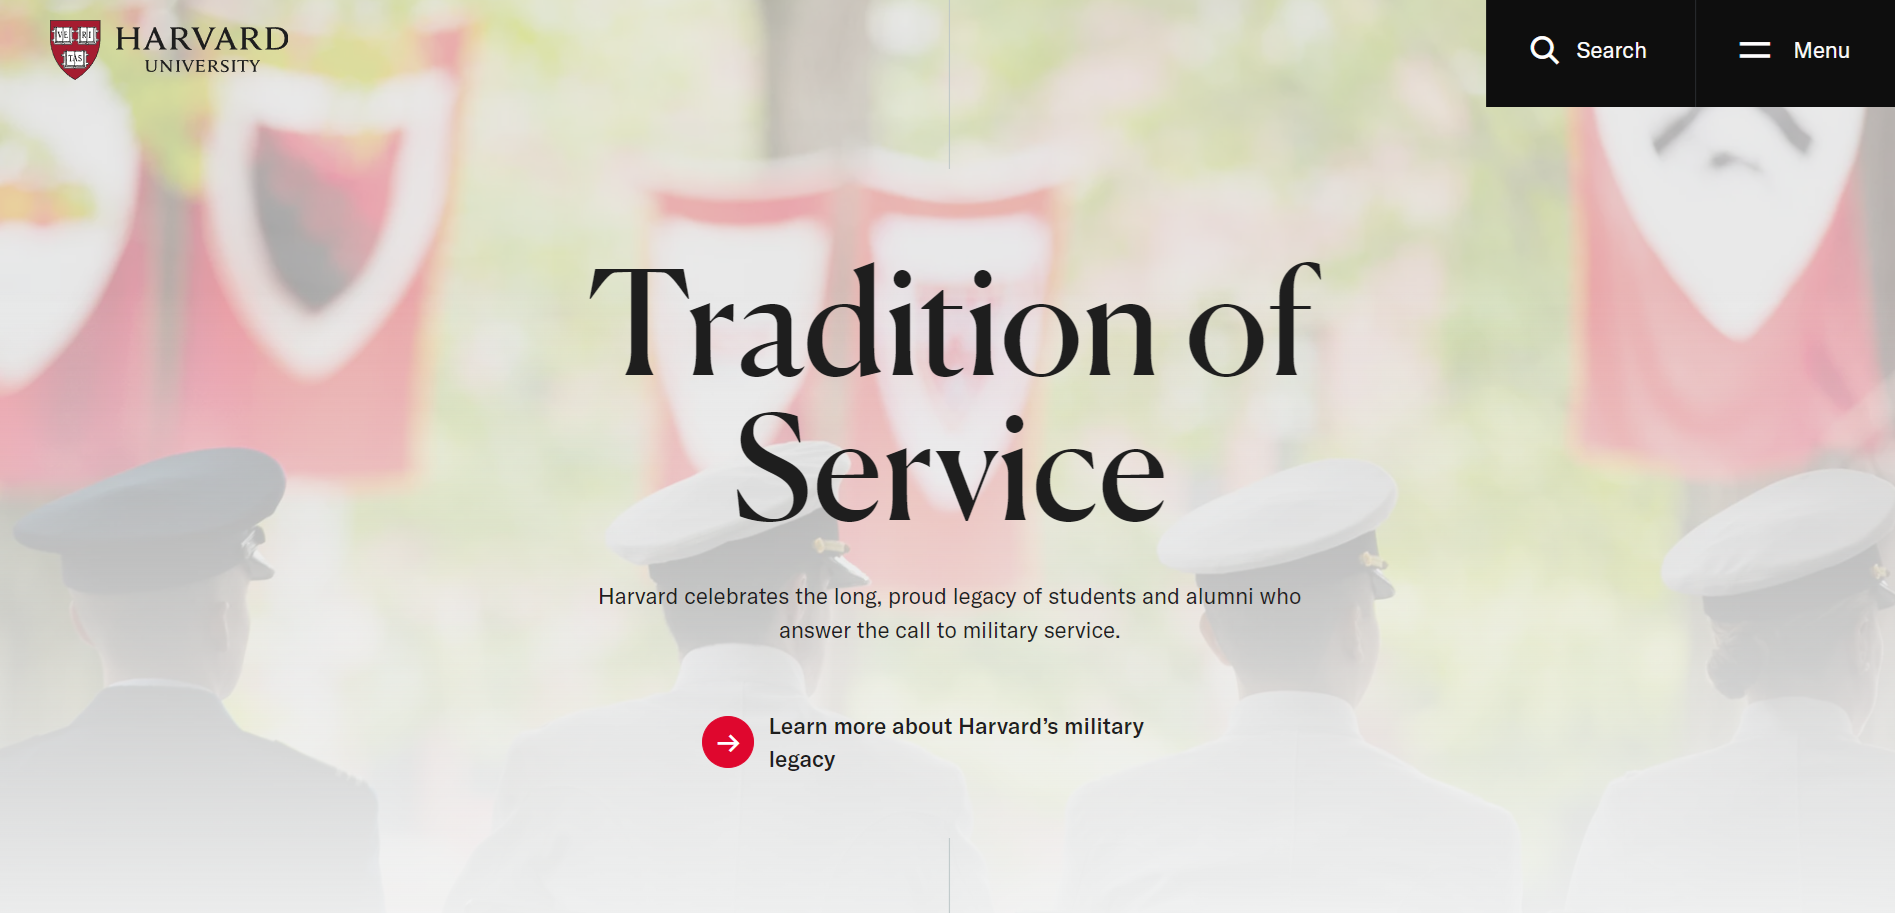 VE RI
TAS
HARVARD
UNIVERSITY
Search
Menu
Tradition of
Service
Harvard celebrates the long, proud legacy of students and alumni who
answer the call to military service.
Learn more about Harvard’s military
legacy